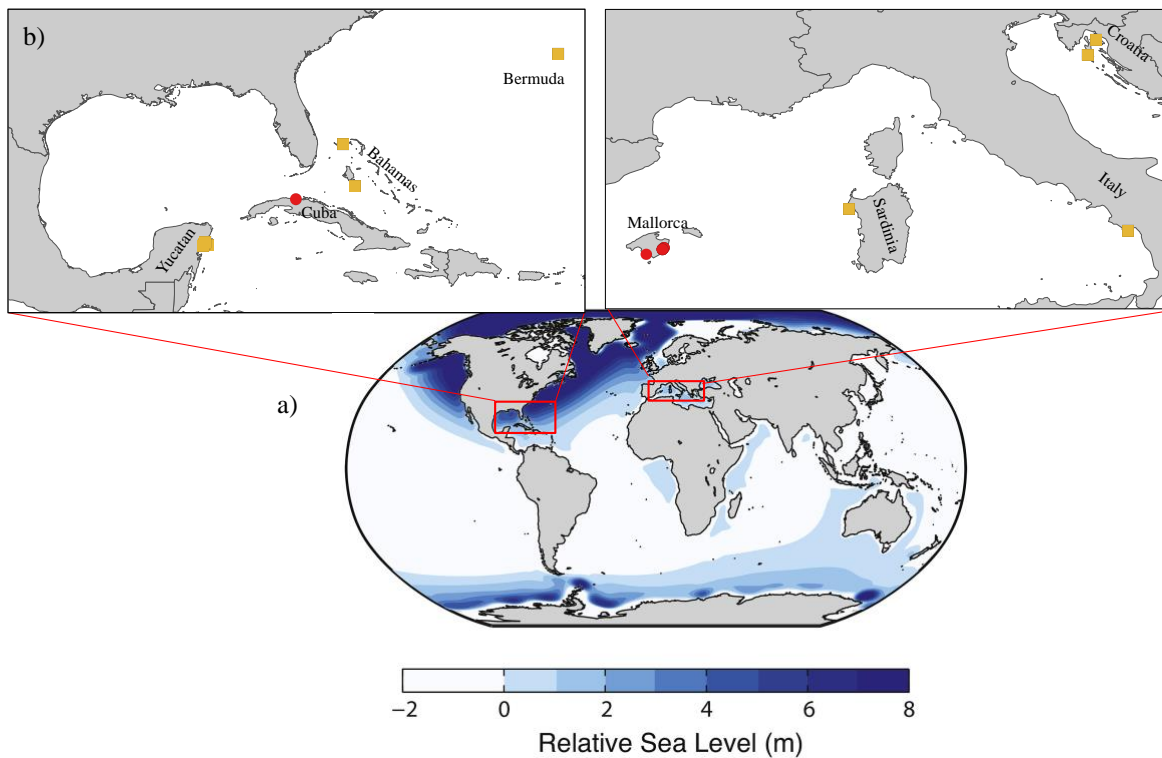 b)
Bermuda
Bahamas
Cuba
Yucatan
Croatia
Italy
Sardinia
Mallorca
a)
−2 0 2 4 6 8
Relative Sea Level (m)